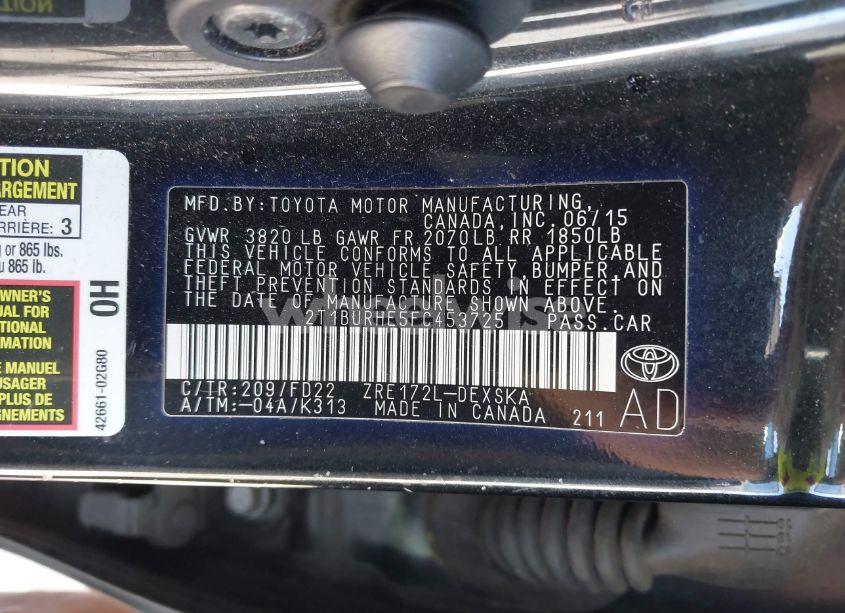 TION
ARGEMENT
EAR
RRIÈRE: 3
g or 865 lbs.
u 865 lb.
WNER'S
UAL FOR
TIONAL
RMATION
LE MANUEL
USAGER
PLUS DE
GNEMENTS
OH
42661-02G80
MFD. BY: TOYOTA MOTOR MANUFACTURING,
CANADA, INC. 06/15
GVWR 3820 LB GAWR FR 2070LB RR 1850LB
THIS VEHICLE CONFORMS TO ALL APPLICABLE
FEDERAL MOTOR VEHICLE SAFETY, BUMPER, AND
THEFT PREVENTION STANDARDS IN EFFECT ON
THE DATE OF MANUFACTURE SHOWN ABOVE.
2T1BURHE5FC453725 PASS. CAR
C/TR: 209/FD22 ZRE172L-DEXSKA
A/TM: -04A/K313 MADE IN CANADA 211
AD